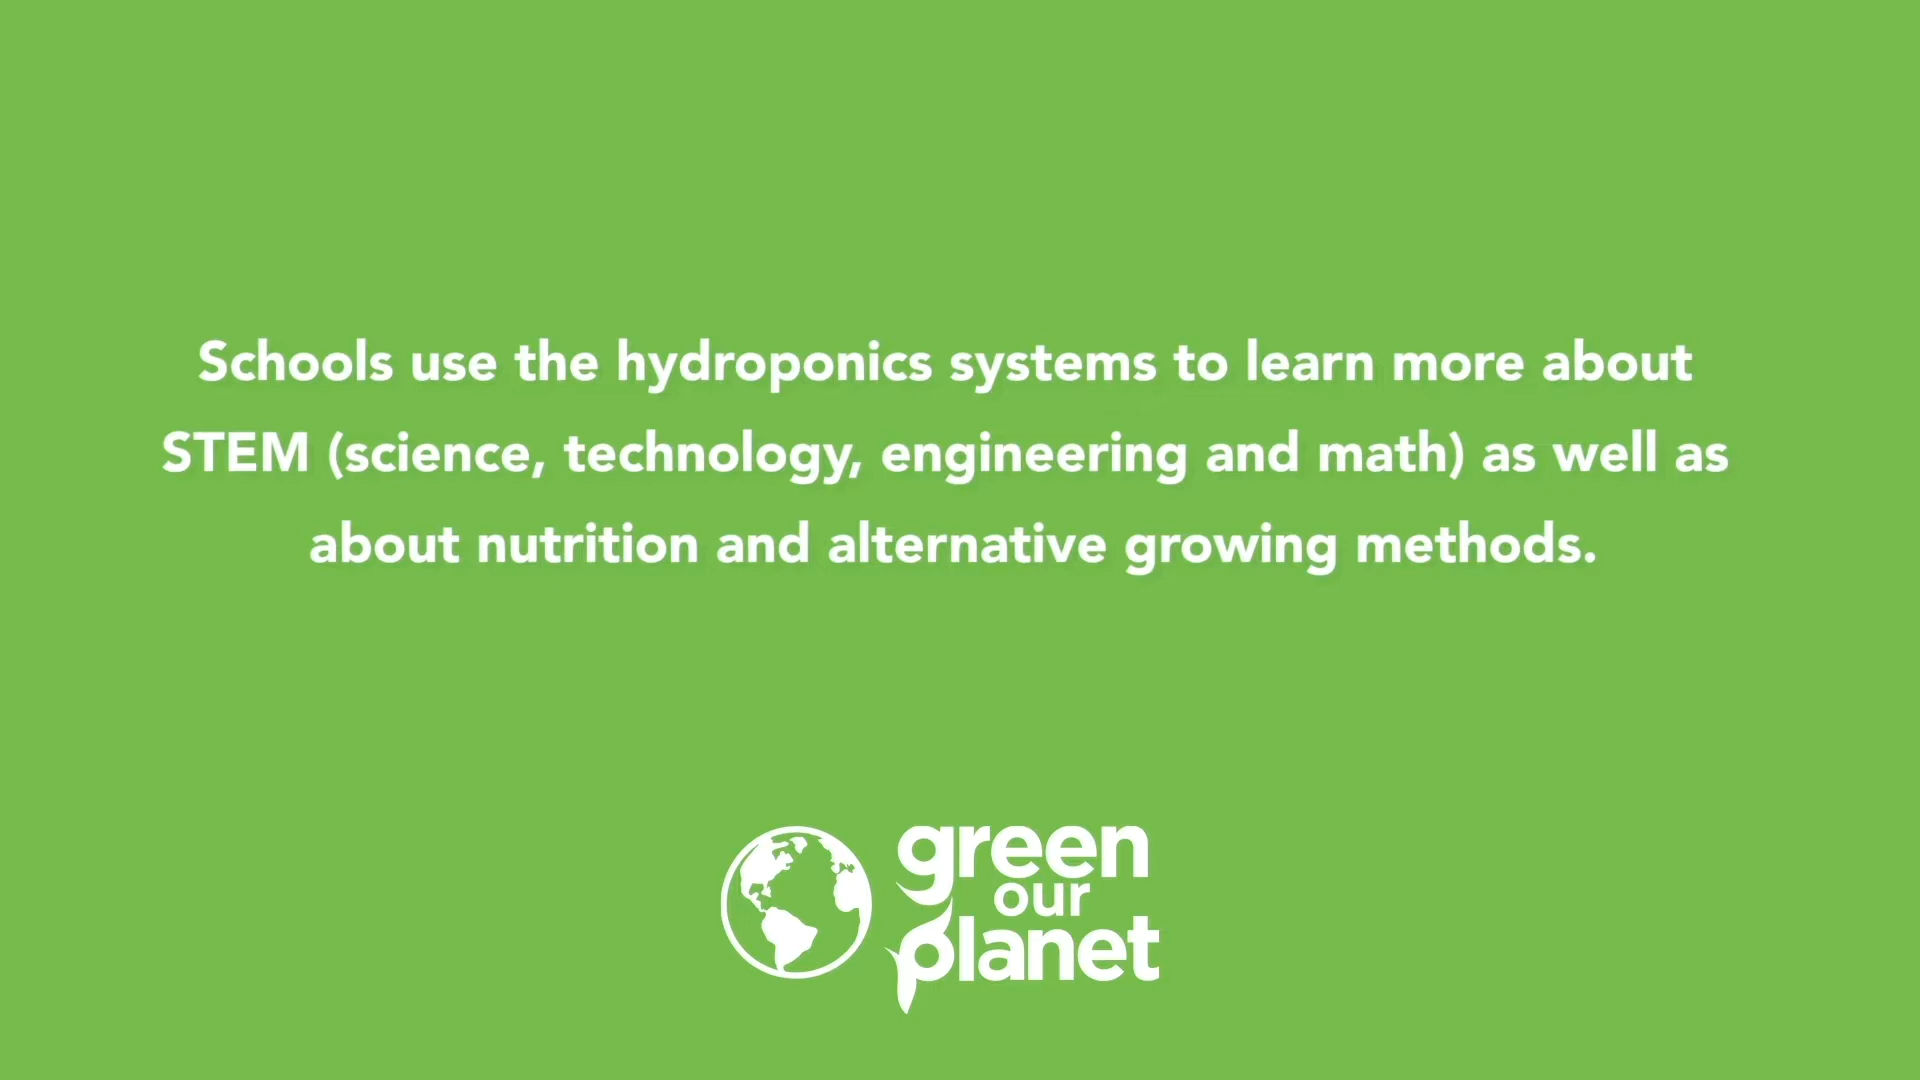 Schools use the hydroponics systems to learn more about
STEM (science, technology, engineering and math) as well as
about nutrition and alternative growing methods.
green
our
planet